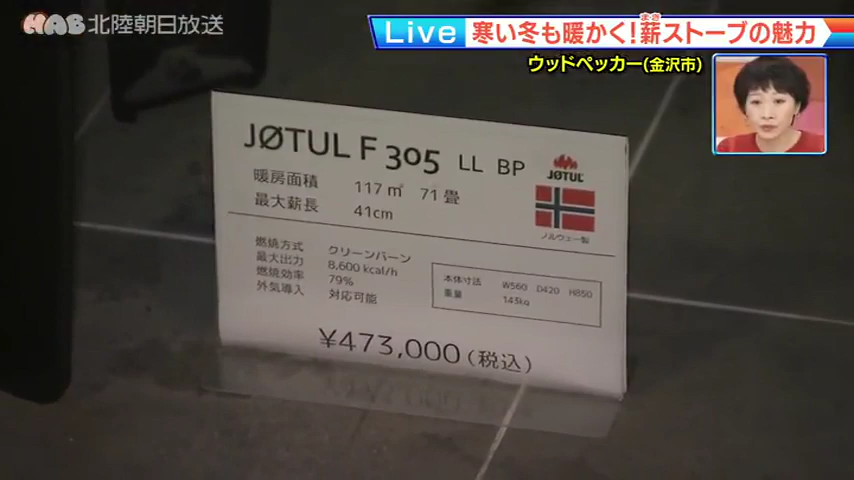 HAB 北陸朝日放送
Live 寒い冬も暖かく!薪ストーブの魅力
まき
ウッドペッカー(金沢市)
JØTUL F 305 LL BP
JØTUL
暖房面積 117㎡ 71畳
最大薪長 41cm
ノルウェー製
燃焼方式 クリーンバーン
最大出力 8,600 kcal/h
燃焼効率 79%
外気導入 対応可能
本体寸法 W560 D420 H850
重量 143kg
¥473,000(税込)